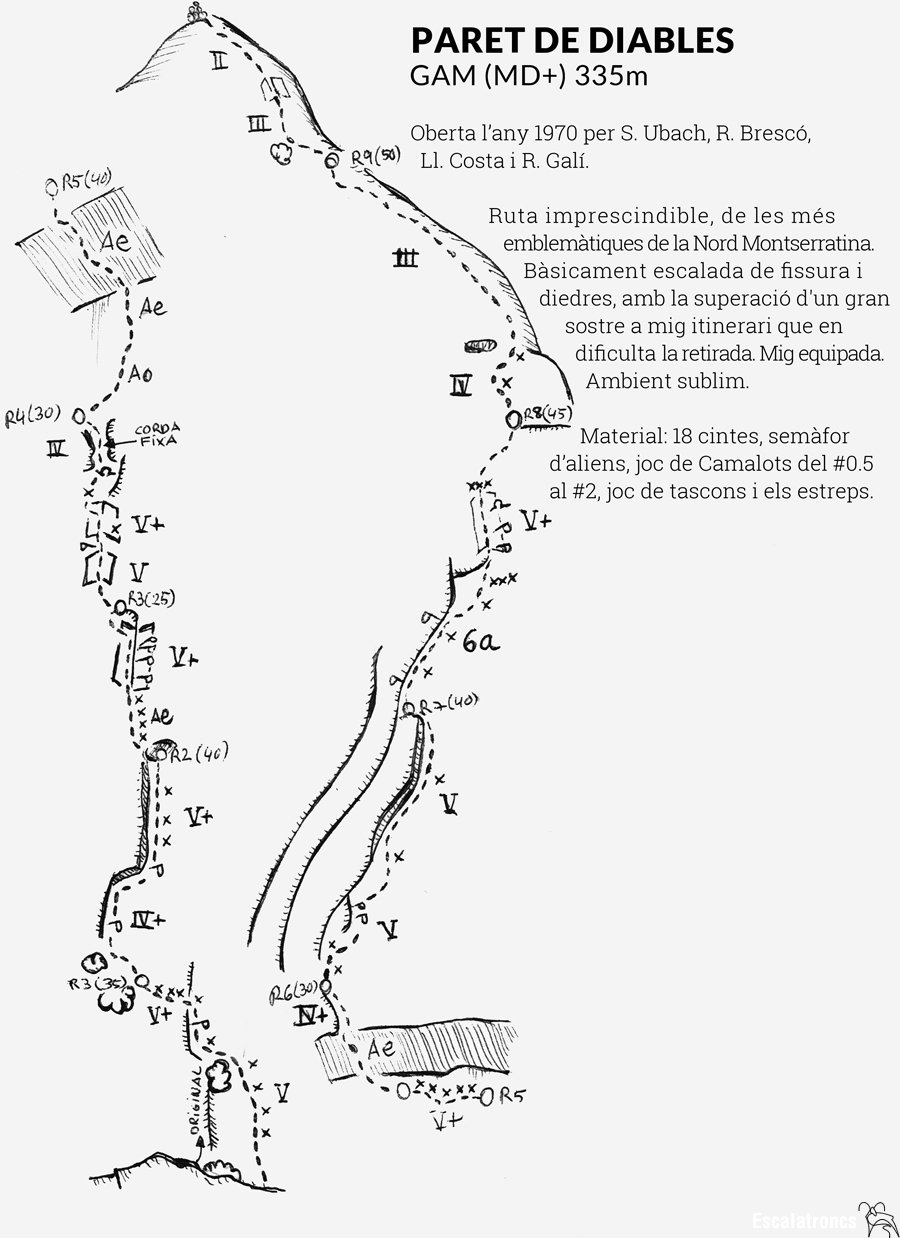 PARET DE DIABLES
GAM (MD+) 335m
Oberta l'any 1970 per S. Ubach, R. Brescó,
Ll. Costa i R. Galí.
Ruta imprescindible, de les més
emblemàtiques de la Nord Montserratina.
Bàsicament escalada de fissura i
diedres, amb la superació d'un gran
sostre a mig itinerari que en
dificulta la retirada. Mig equipada.
Ambient sublim.
Material: 18 cintes, semàfor
d'aliens, joc de Camalots del #0.5
al #2, joc de tascons i els estreps.
II
III
R9(50)
III
IV
R8(45)
V+
6a
R7(40)
V
V
R6(30)
IV+
Ae
R5
V+
R5(40)
Ae
Ae
Ao
R4(30)
IV
CORDA
FIXA
V+
V
R3(25)
V+
Ae
R2(40)
V+
IV+
R3(35)
V+
V
ORIGINAL
Escalatroncs